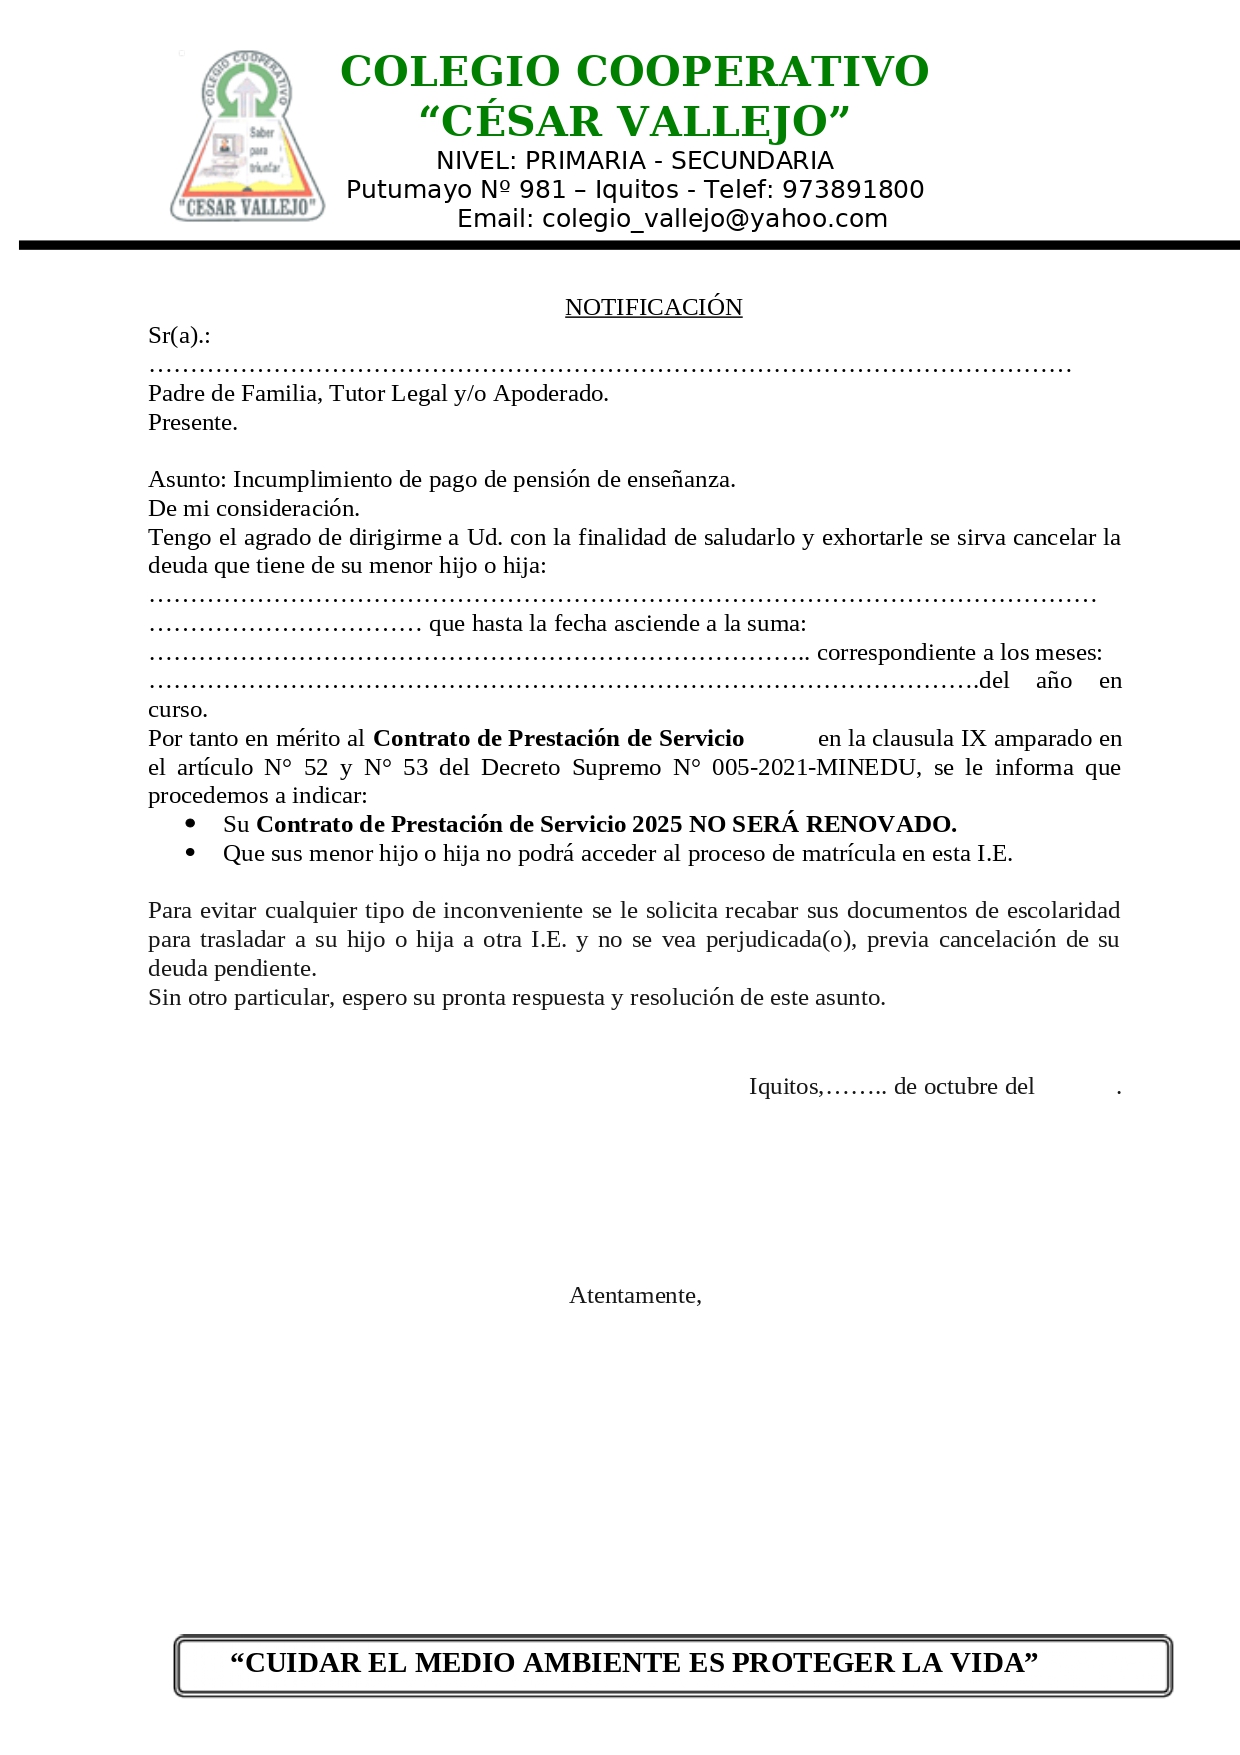 COLEGIO COOPERATIVO
Saber
para
triunfar
"CESAR VALLEJO"
COLEGIO COOPERATIVO
“CÉSAR VALLEJO”
NIVEL: PRIMARIA - SECUNDARIA
Putumayo Nº 981 – Iquitos - Telef: 973891800
Email: colegio_vallejo@yahoo.com
NOTIFICACIÓN
Sr(a).:
…………………………………………………………………………………………………
Padre de Familia, Tutor Legal y/o Apoderado.
Presente.
Asunto: Incumplimiento de pago de pensión de enseñanza.
De mi consideración.
Tengo el agrado de dirigirme a Ud. con la finalidad de saludarlo y exhortarle se sirva cancelar la
deuda que tiene de su menor hijo o hija:
……………………………………………………………………………………………………
…………………………… que hasta la fecha asciende a la suma:
…………………………………………………………………….. correspondiente a los meses:
……………………………………………………………………………………….del año en
curso.
Por tanto en mérito al Contrato de Prestación de Servicio en la clausula IX amparado en
el artículo N° 52 y N° 53 del Decreto Supremo N° 005-2021-MINEDU, se le informa que
procedemos a indicar:
• Su Contrato de Prestación de Servicio 2025 NO SERÁ RENOVADO.
• Que sus menor hijo o hija no podrá acceder al proceso de matrícula en esta I.E.
Para evitar cualquier tipo de inconveniente se le solicita recabar sus documentos de escolaridad
para trasladar a su hijo o hija a otra I.E. y no se vea perjudicada(o), previa cancelación de su
deuda pendiente.
Sin otro particular, espero su pronta respuesta y resolución de este asunto.
Iquitos,…….. de octubre del .
Atentamente,
“CUIDAR EL MEDIO AMBIENTE ES PROTEGER LA VIDA”